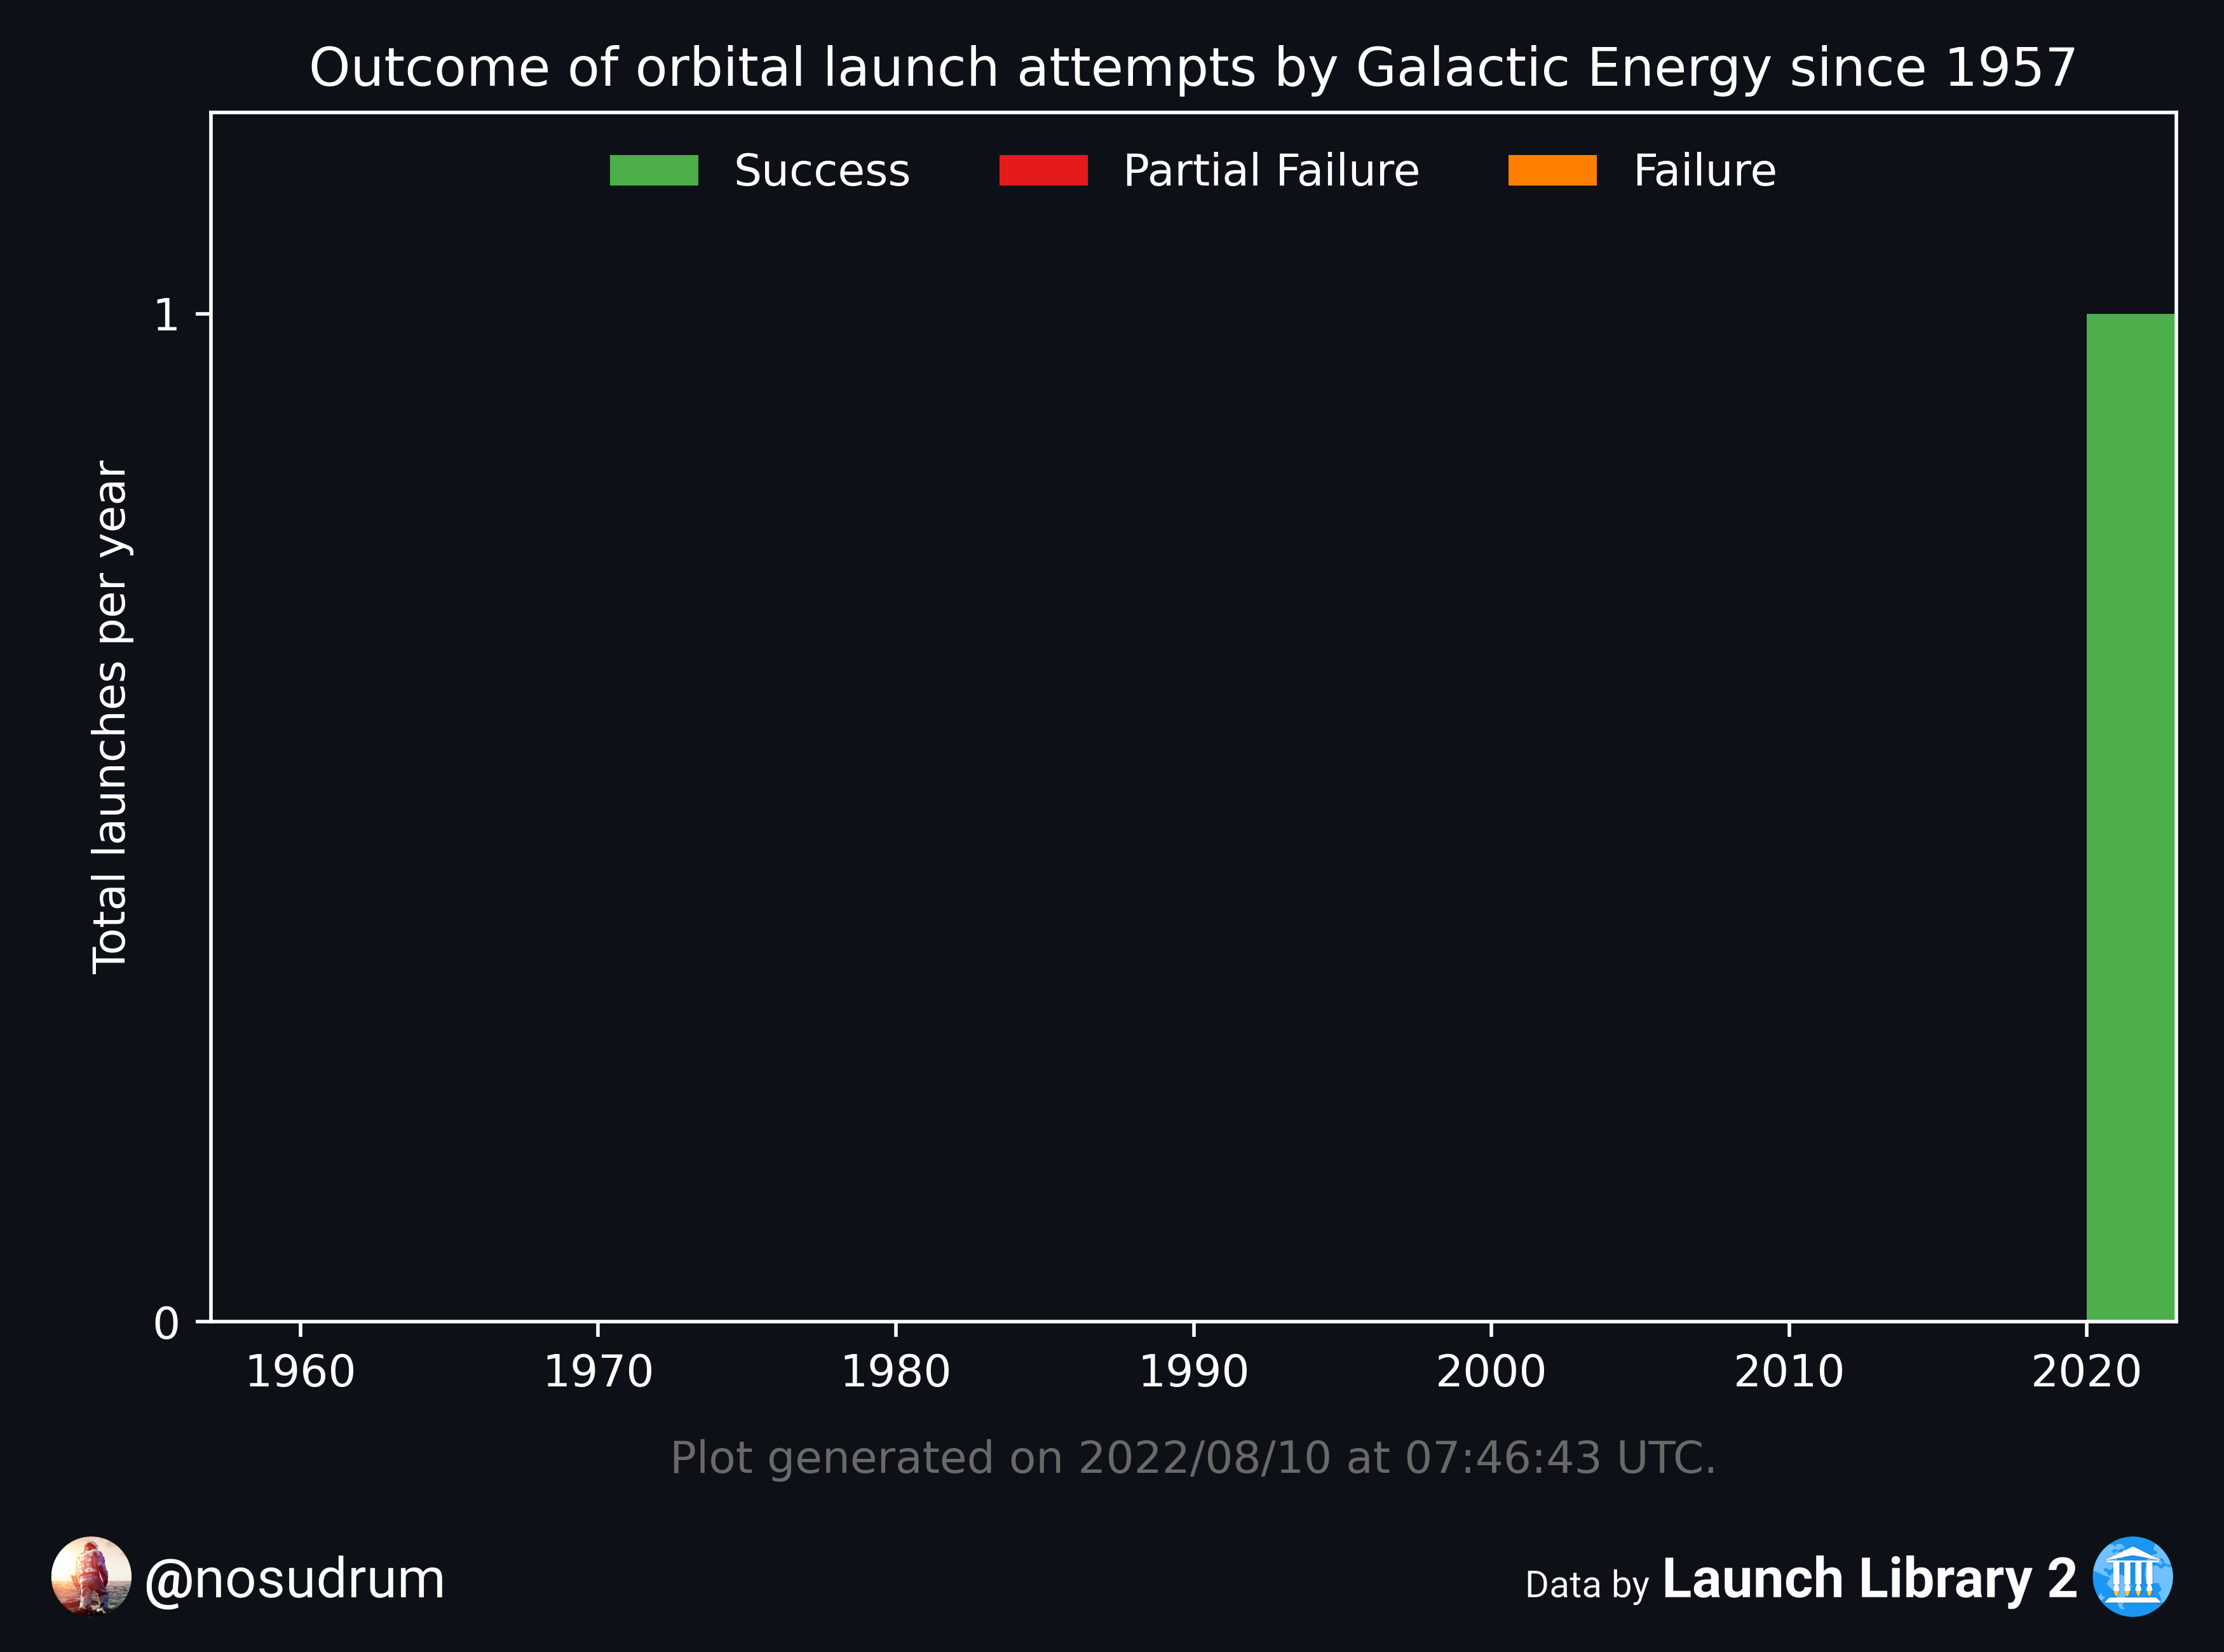 Outcome of orbital launch attempts by Galactic Energy since 1957
Success Partial Failure Failure
Total launches per year
1
0
1960 1970 1980 1990 2000 2010 2020
Plot generated on 2022/08/10 at 07:46:43 UTC.
@nosudrum
Data by Launch Library 2